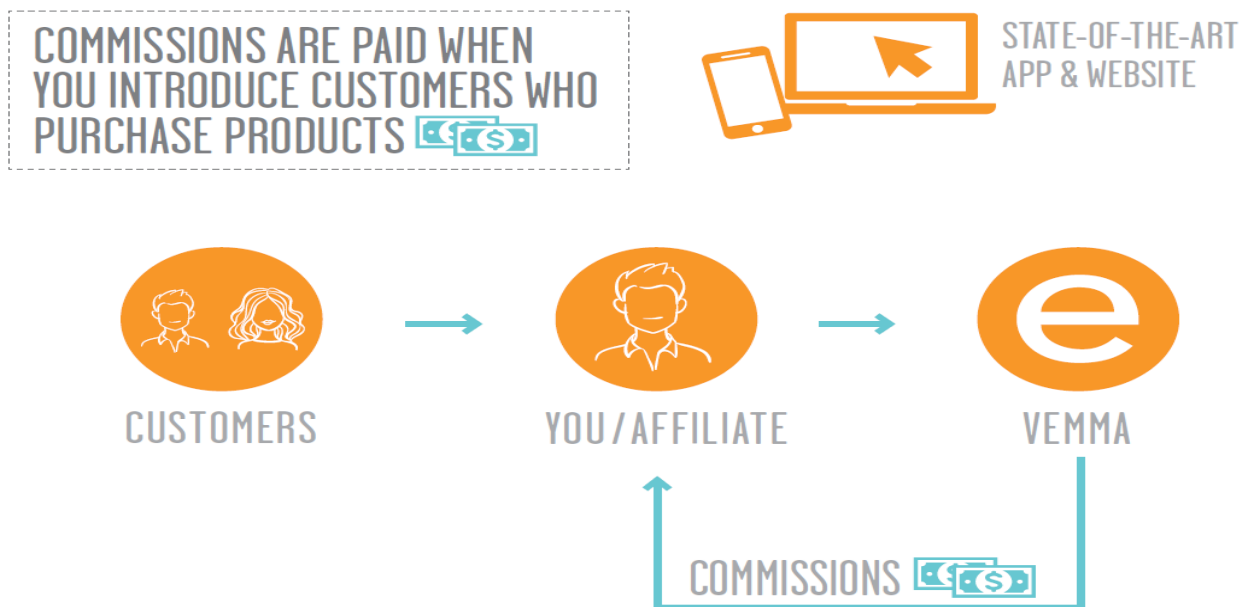 COMMISSIONS ARE PAID WHEN
YOU INTRODUCE CUSTOMERS WHO
PURCHASE PRODUCTS
STATE-OF-THE-ART
APP & WEBSITE
CUSTOMERS
YOU/AFFILIATE
VEMMA
COMMISSIONS